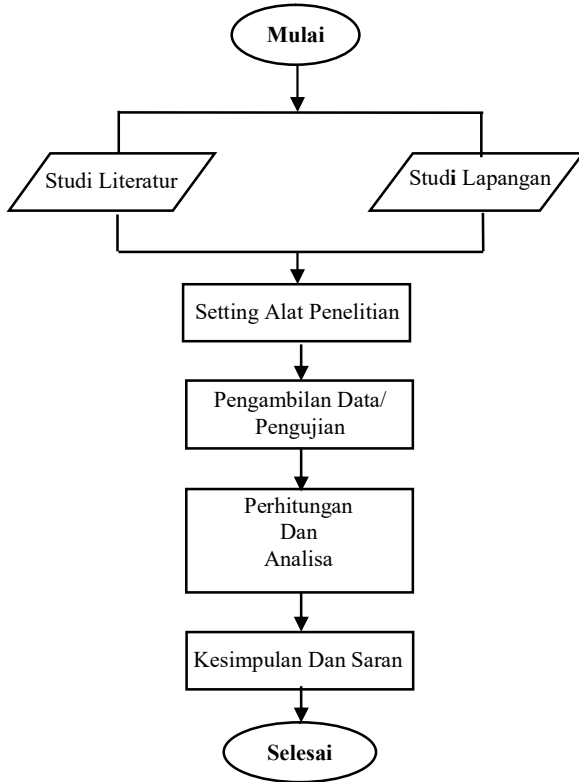 Mulai
Studi Literatur
Studi Lapangan
Setting Alat Penelitian
Pengambilan Data/
Pengujian
Perhitungan
Dan
Analisa
Kesimpulan Dan Saran
Selesai